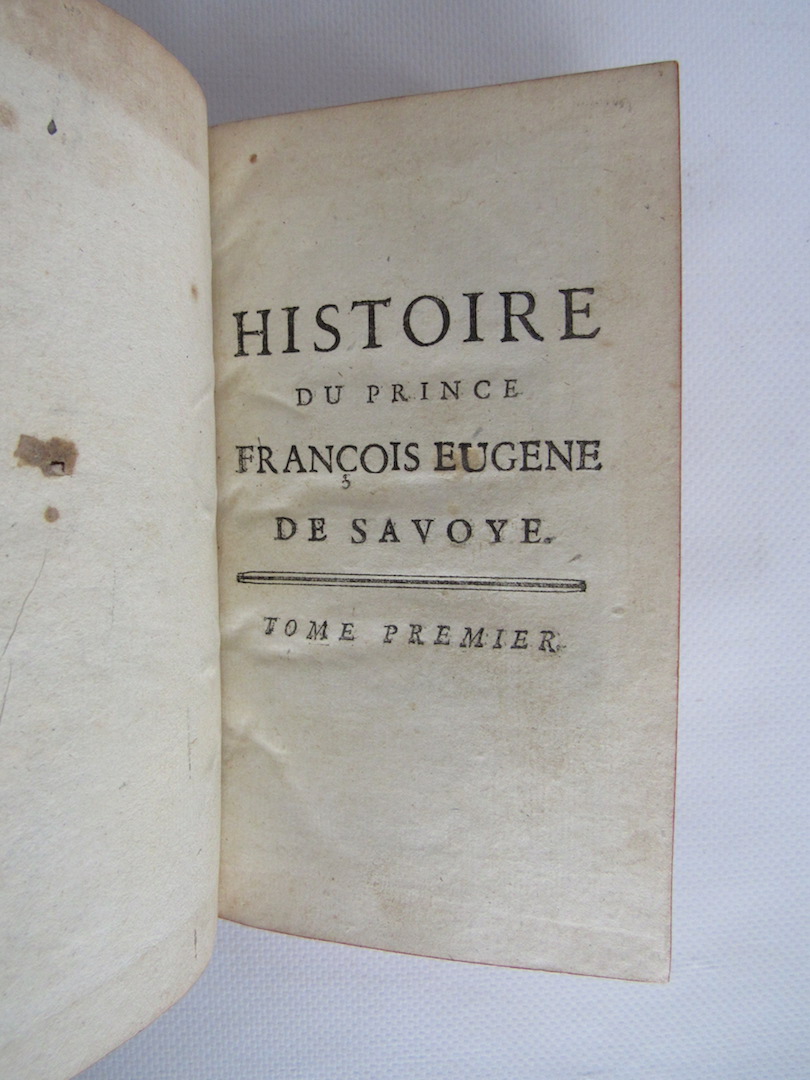 HISTOIRE
DU PRINCE
FRANÇOIS EUGENE
DE SAVOYE.
TOME PREMIER.